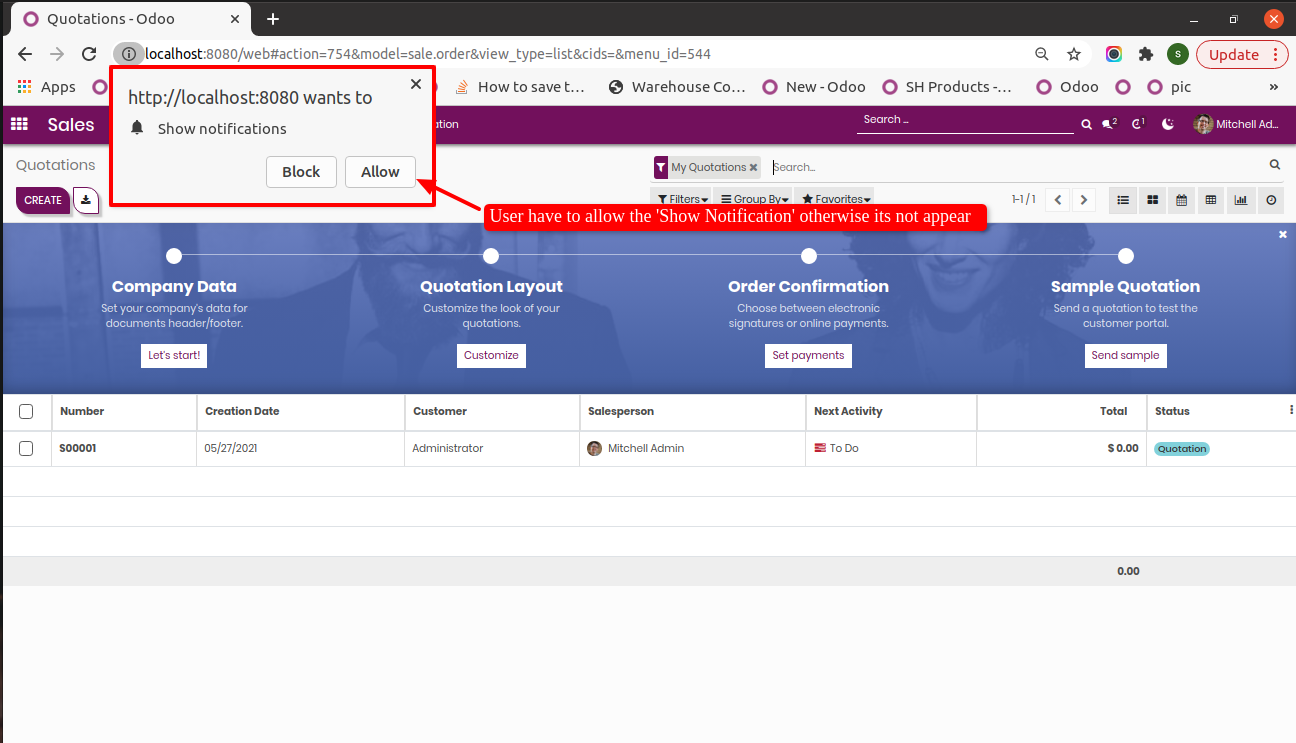 Quotations - Odoo
localhost:8080/web#action=754&model=sale.order&view_type=list&cids=&menu_id=544
S
Update
Apps
How to save t…
Warehouse Co…
New - Odoo
SH Products -…
Odoo
pic
»
http://localhost:8080 wants to
Show notifications
Block
Allow
Sales
ation
Search ...
2
1
Mitchell Ad...
Quotations
My Quotations
Search...
CREATE
Filters
Group By
Favorites
1-1 / 1
User have to allow the 'Show Notification' otherwise its not appear
Company Data
Set your company's data for
documents header/footer.
Let's start!
Quotation Layout
Customize the look of your
quotations.
Customize
Order Confirmation
Choose between electronic
signatures or online payments.
Set payments
Sample Quotation
Send a quotation to test the
customer portal.
Send sample
Number Creation Date Customer Salesperson Next Activity Total Status
S00001 05/27/2021 Administrator Mitchell Admin To Do $ 0.00 Quotation
0.00